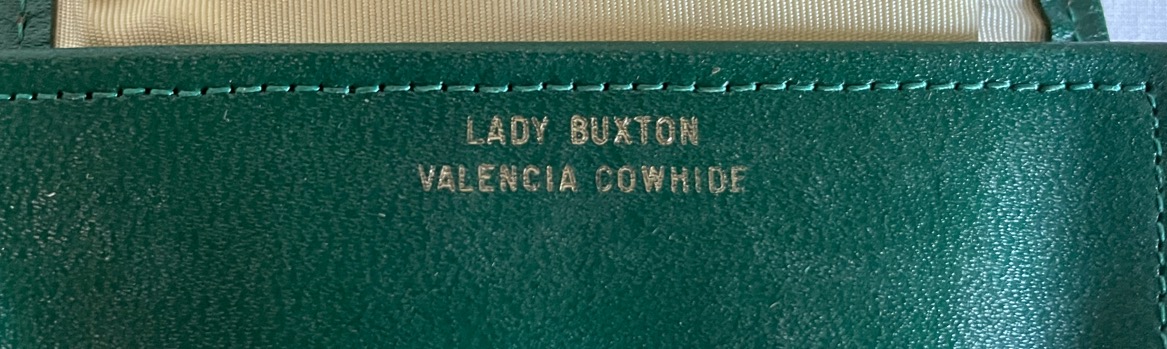 LADY BUXTON
VALENCIA COWHIDE